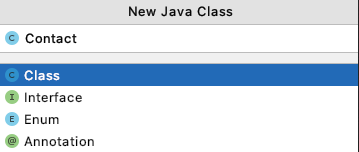 New Java Class
C Contact
C Class
I Interface
E Enum
@ Annotation